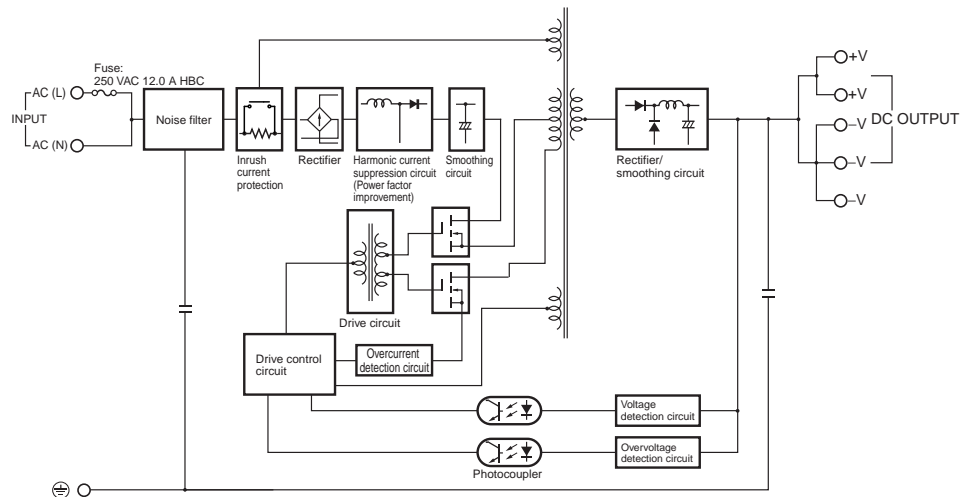 Fuse:
250 VAC 12.0 A HBC
AC (L)
INPUT
AC (N)
Noise filter
Inrush
current
protection
Rectifier
Harmonic current
suppression circuit
(Power factor
improvement)
Smoothing
circuit
Rectifier/
smoothing circuit
+V
+V
–V
–V
–V
DC OUTPUT
Drive circuit
Drive control
circuit
Overcurrent
detection circuit
Voltage
detection circuit
Overvoltage
detection circuit
Photocoupler